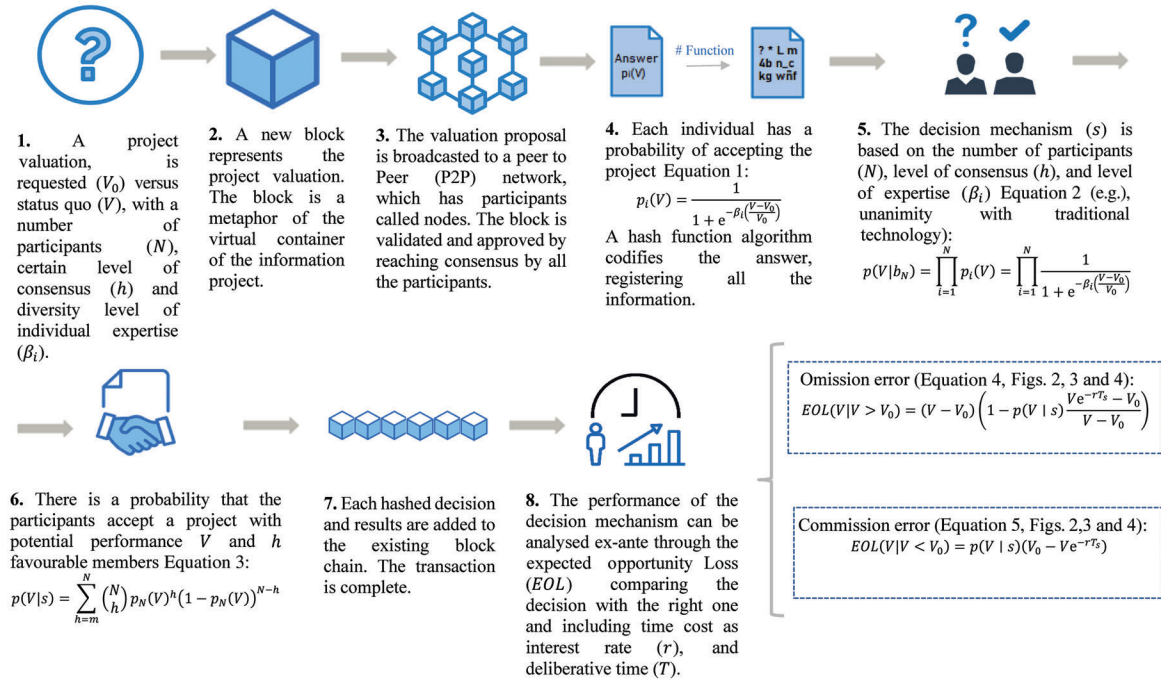 ?
Answer
pi(V)
# Function
? * L m
4b n_c
kg wñf
?
1. A project
valuation, is
requested (V₀) versus
status quo (V), with a
number of
participants (N),
certain level of
consensus (h) and
diversity level of
individual expertise
(βᵢ).
2. A new block
represents the
project valuation.
The block is a
metaphor of the
virtual container
of the information
project.
3. The valuation proposal
is broadcasted to a peer to
Peer (P2P) network,
which has participants
called nodes. The block is
validated and approved by
reaching consensus by all
the participants.
4. Each individual has a
probability of accepting the
project Equation 1:
pᵢ(V) = 1 / (1 + e^(−βᵢ((V−V₀)/V₀)))
A hash function algorithm
codifies the answer,
registering all the
information.
5. The decision mechanism (s) is
based on the number of participants
(N), level of consensus (h), and level
of expertise (βᵢ) Equation 2 (e.g.),
unanimity with traditional
technology):
p(V|b_N) = ∏_{i=1}^{N} pᵢ(V) = ∏_{i=1}^{N} 1 / (1 + e^(−βᵢ((V−V₀)/V₀)))
6. There is a probability that the
participants accept a project with
potential performance V and h
favourable members Equation 3:
p(V|s) = ∑_{h=m}^{N} (N h) p_N(V)^h (1 − p_N(V))^{N−h}
7. Each hashed decision
and results are added to
the existing block
chain. The transaction
is complete.
8. The performance of the
decision mechanism can be
analysed ex-ante through the
expected opportunity Loss
(EOL) comparing the
decision with the right one
and including time cost as
interest rate (r), and
deliberative time (T).
Omission error (Equation 4, Figs. 2, 3 and 4):
EOL(V|V > V₀) = (V − V₀) (1 − p(V | s) (Ve^{−rT_s} − V₀) / (V − V₀))
Commission error (Equation 5, Figs. 2,3 and 4):
EOL(V|V < V₀) = p(V | s)(V₀ − Ve^{−rT_s})